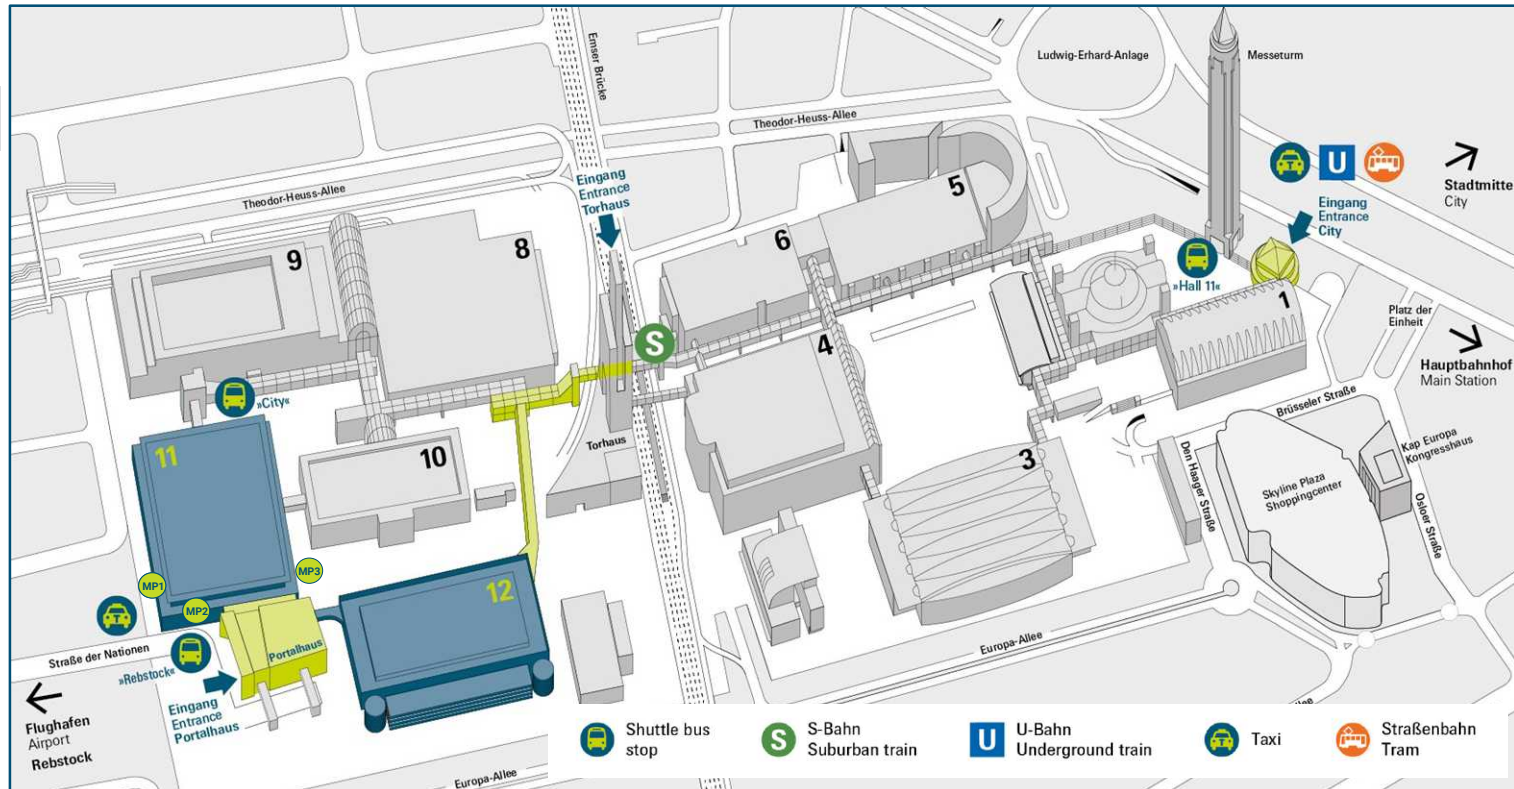 Emser Brücke
Ludwig-Erhard-Anlage
Messeturm
Theodor-Heuss-Allee
Theodor-Heuss-Allee
Eingang
Entrance
Torhaus
T
U
Stadtmitte
City
Eingang
Entrance
City
5
6
9
8
»Hall 11«
1
Platz der
Einheit
Hauptbahnhof
Main Station
S
4
»City«
Brüsseler Straße
Torhaus
11
10
3
Den Haager Straße
Skyline Plaza
Shoppingcenter
Kap Europa
Kongresshaus
Osloer Straße
MP1
MP3
MP2
12
T
Straße der Nationen
»Rebstock«
Portalhaus
Europa-Allee
Eingang
Entrance
Portalhaus
Flughafen
Airport
Rebstock
Europa-Allee
Allee
Shuttle bus
stop
S
S-Bahn
Suburban train
U
U-Bahn
Underground train
T
Taxi
Straßenbahn
Tram